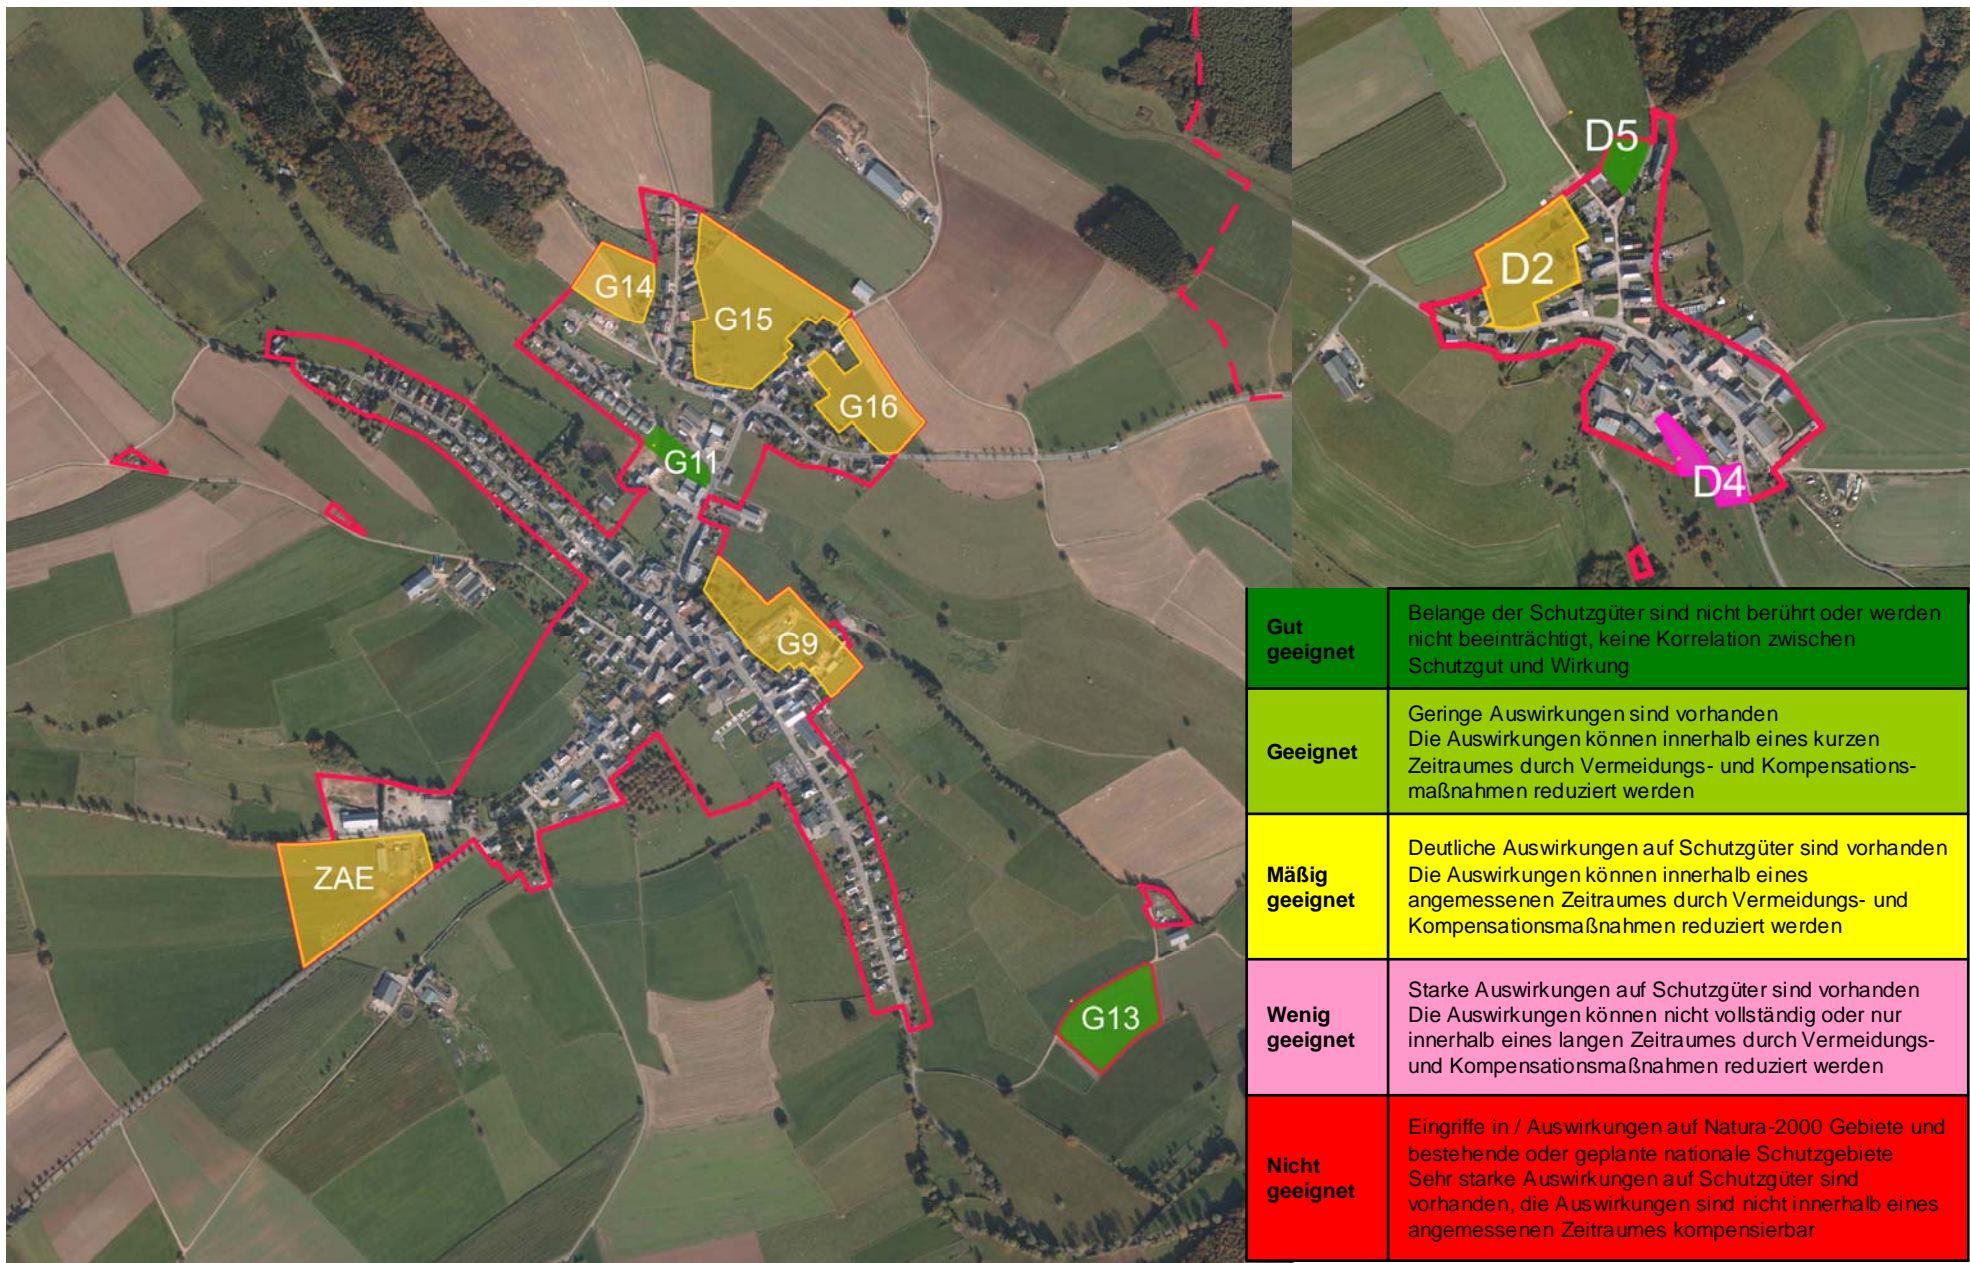 D5
D2
D4
G14
G15
G16
G11
G9
ZAE
G13
Gut
geeignet
Belange der Schutzgüter sind nicht berührt oder werden
nicht beeinträchtigt, keine Korrelation zwischen
Schutzgut und Wirkung
Geeignet
Geringe Auswirkungen sind vorhanden
Die Auswirkungen können innerhalb eines kurzen
Zeitraumes durch Vermeidungs- und Kompensations-
maßnahmen reduziert werden
Mäßig
geeignet
Deutliche Auswirkungen auf Schutzgüter sind vorhanden
Die Auswirkungen können innerhalb eines
angemessenen Zeitraumes durch Vermeidungs- und
Kompensationsmaßnahmen reduziert werden
Wenig
geeignet
Starke Auswirkungen auf Schutzgüter sind vorhanden
Die Auswirkungen können nicht vollständig oder nur
innerhalb eines langen Zeitraumes durch Vermeidungs-
und Kompensationsmaßnahmen reduziert werden
Nicht
geeignet
Eingriffe in / Auswirkungen auf Natura-2000 Gebiete und
bestehende oder geplante nationale Schutzgebiete
Sehr starke Auswirkungen auf Schutzgüter sind
vorhanden, die Auswirkungen sind nicht innerhalb eines
angemessenen Zeitraumes kompensierbar